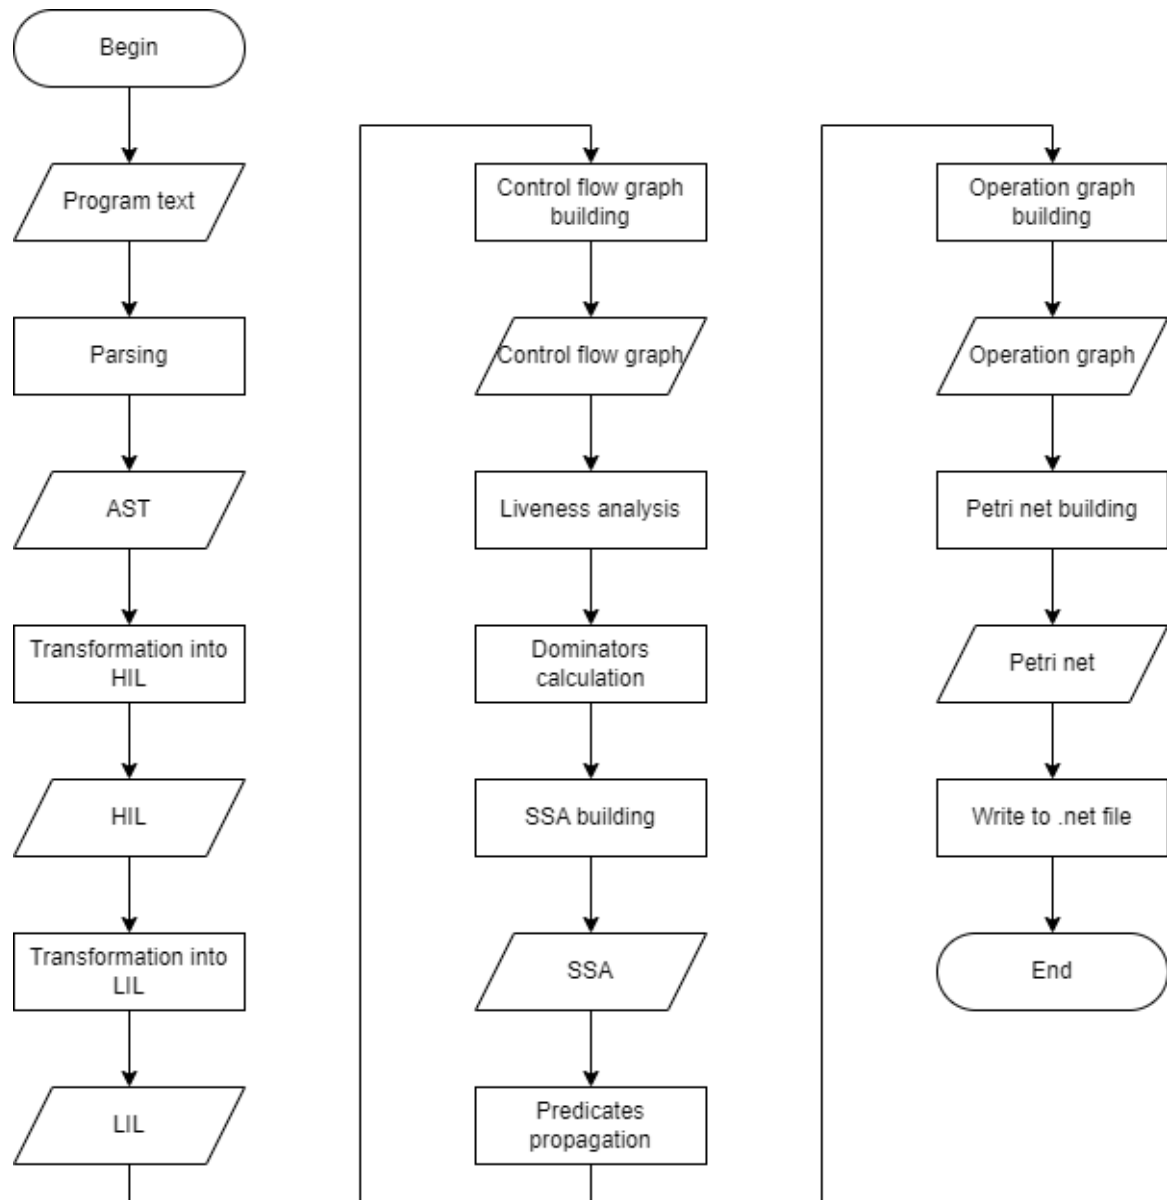 Begin
Program text
Parsing
AST
Transformation into
HIL
HIL
Transformation into
LIL
LIL
Control flow graph
building
Control flow graph
Liveness analysis
Dominators
calculation
SSA building
SSA
Predicates
propagation
Operation graph
building
Operation graph
Petri net building
Petri net
Write to .net file
End